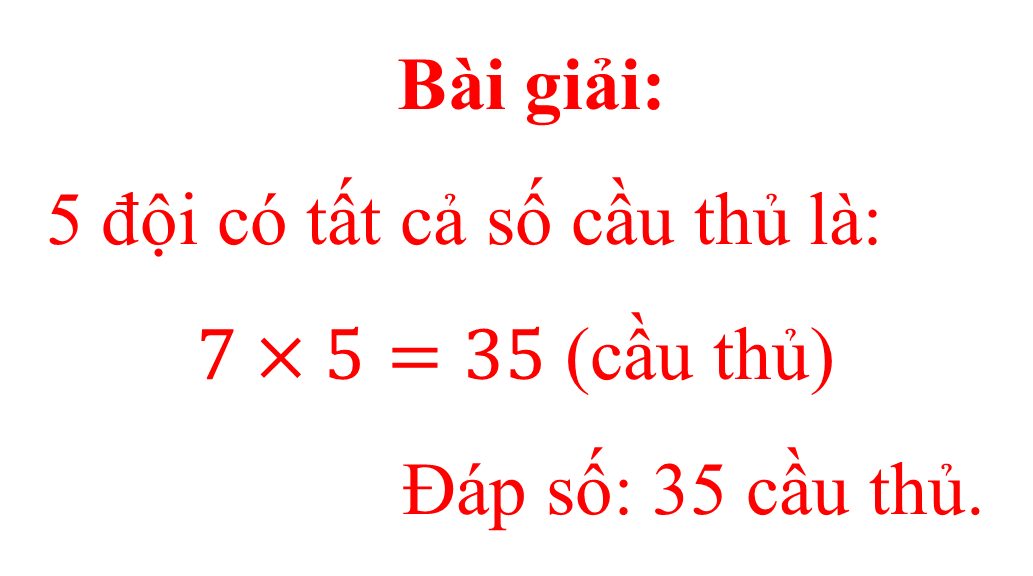 Bài giải:
5 đội có tất cả số cầu thủ là:
7 × 5 = 35 (cầu thủ)
Đáp số: 35 cầu thủ.